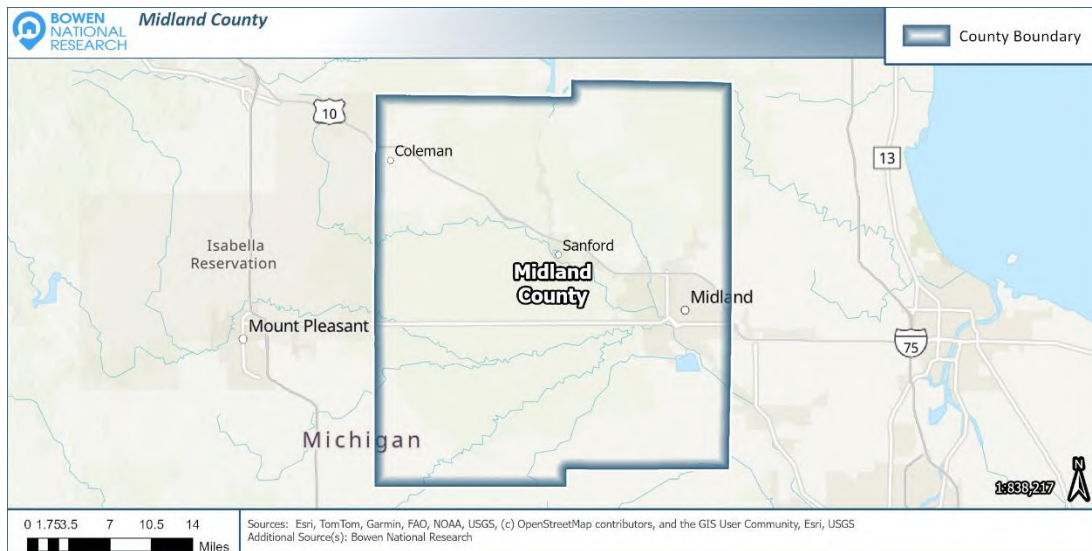 BOWEN
NATIONAL
RESEARCH
Midland County
County Boundary
10
Coleman
13
Isabella
Reservation
Sanford
Midland
County
Midland
Mount Pleasant
75
Michigan
N
1:838,217
0 1.753.5 7 10.5 14
Miles
Sources: Esri, TomTom, Garmin, FAO, NOAA, USGS, (c) OpenStreetMap contributors, and the GIS User Community, Esri, USGS
Additional Source(s): Bowen National Research